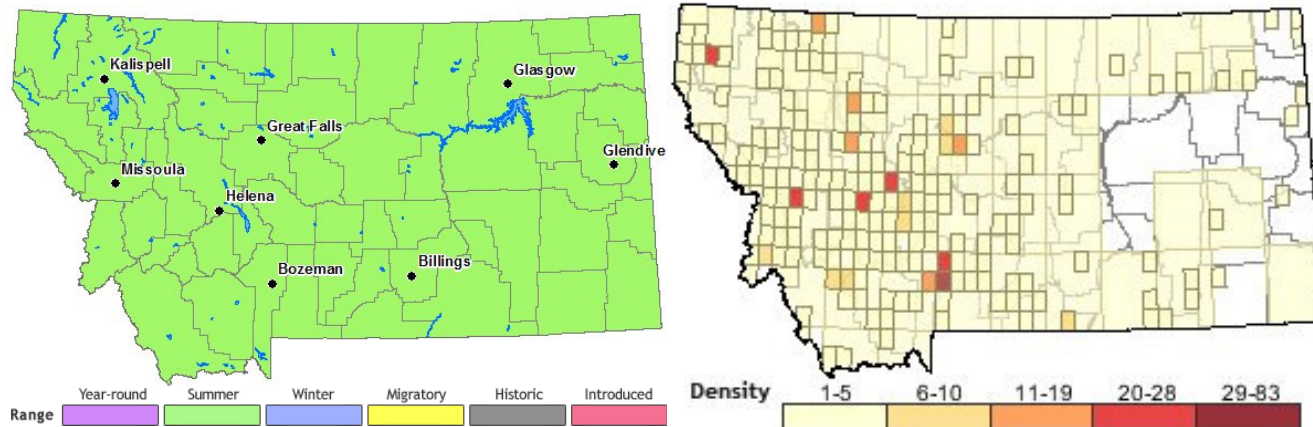 Kalispell
Glasgow
Great Falls
Glendive
Missoula
Helena
Bozeman
Billings
Year-round Summer Winter Migratory Historic Introduced
Range
Density 1-5 6-10 11-19 20-28 29-83